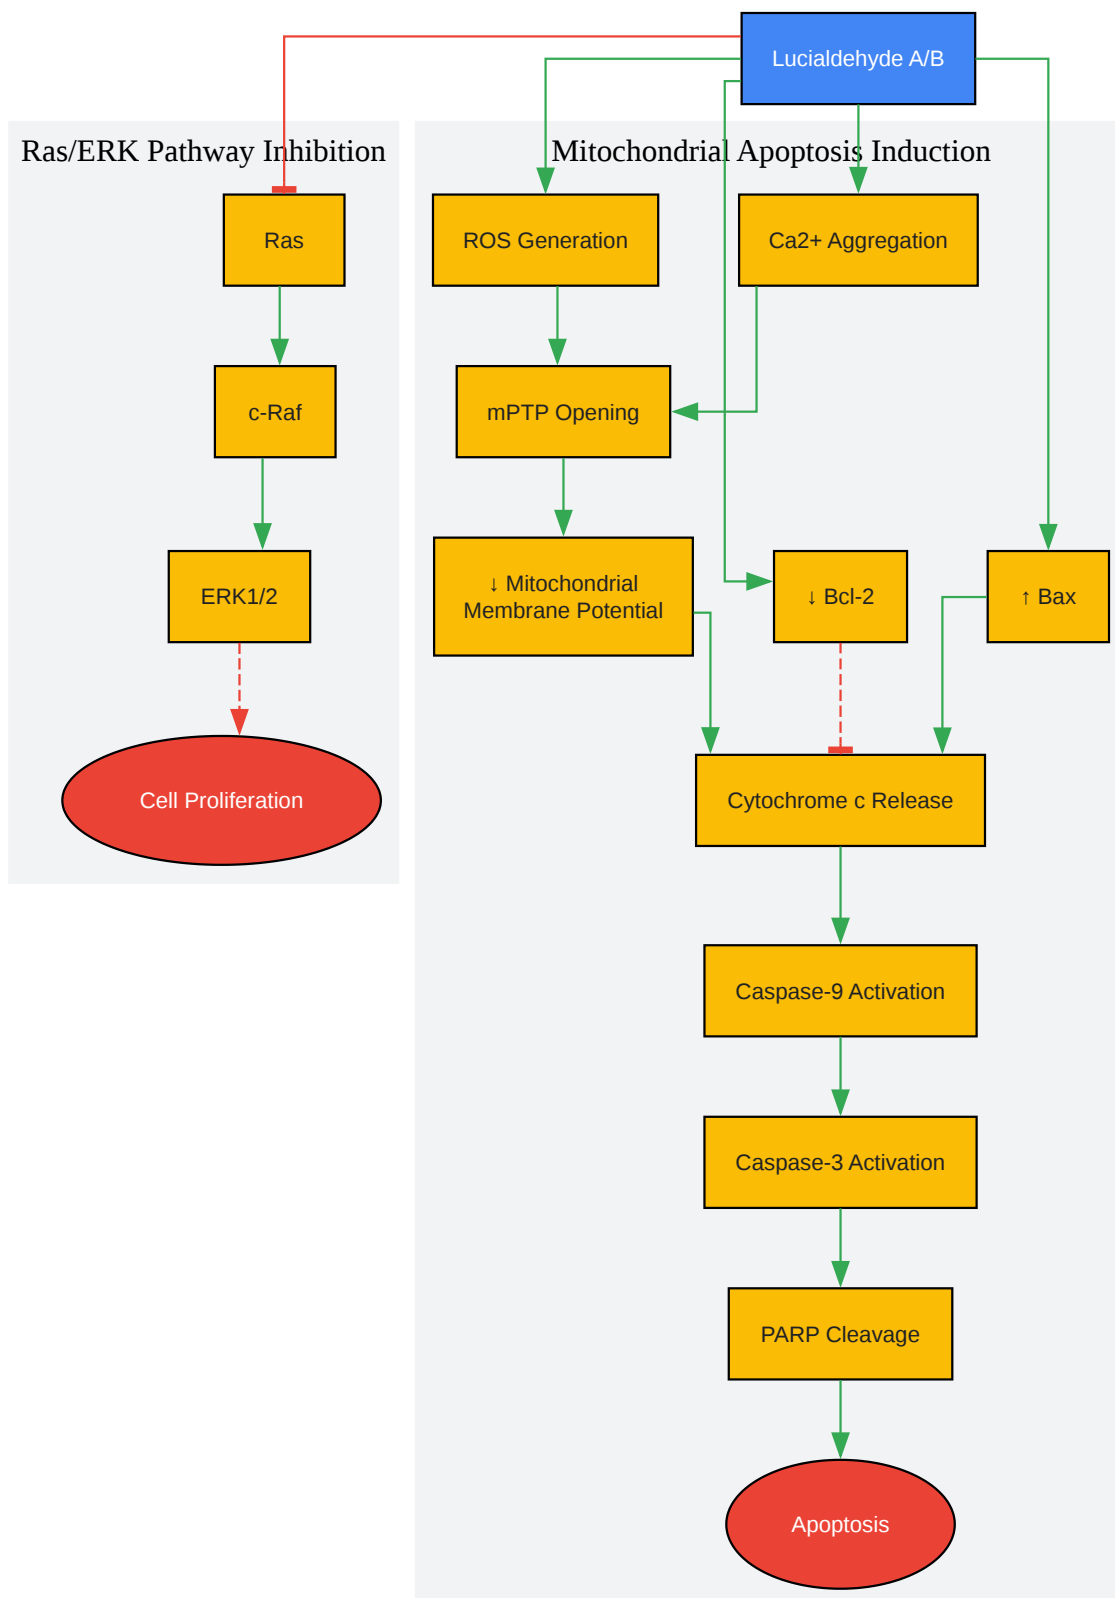 Lucialdehyde A/B
Ras/ERK Pathway Inhibition
Mitochondrial Apoptosis Induction
Ras
ROS Generation
Ca2+ Aggregation
c-Raf
mPTP Opening
ERK1/2
↓ Mitochondrial
Membrane Potential
↓ Bcl-2
↑ Bax
Cell Proliferation
Cytochrome c Release
Caspase-9 Activation
Caspase-3 Activation
PARP Cleavage
Apoptosis